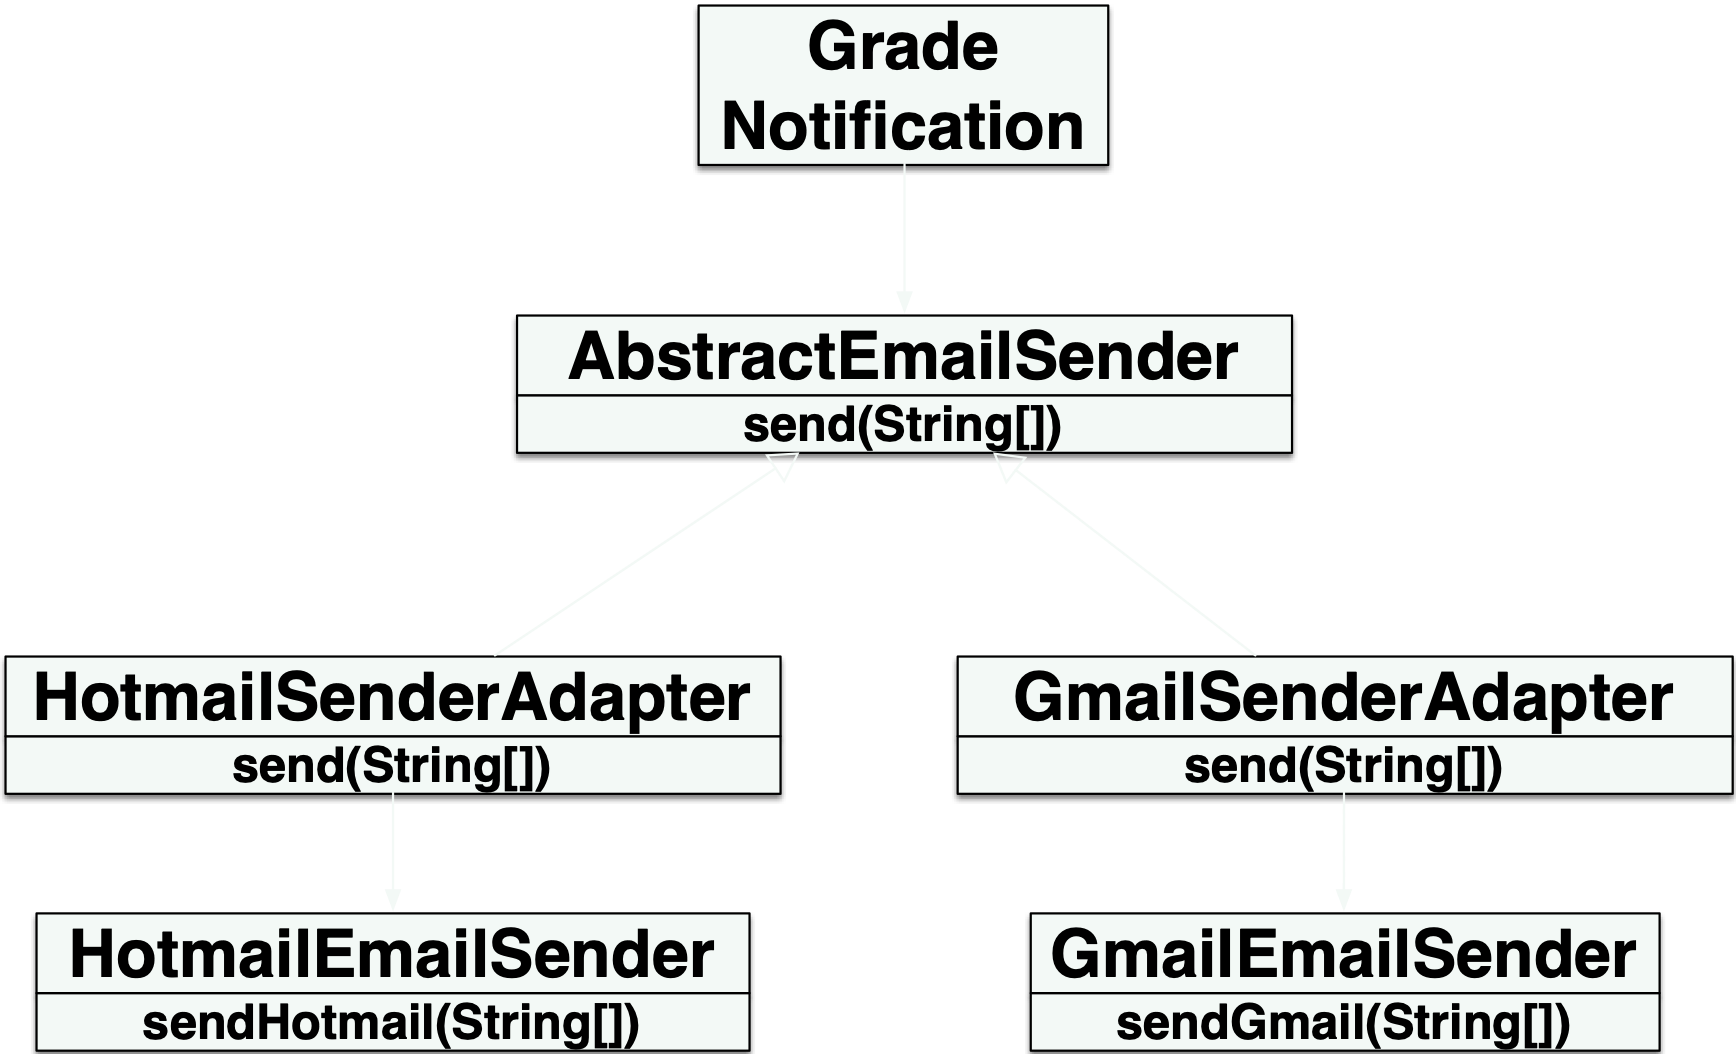 Grade
Notification
AbstractEmailSender
send(String[])
HotmailSenderAdapter
send(String[])
GmailSenderAdapter
send(String[])
HotmailEmailSender
sendHotmail(String[])
GmailEmailSender
sendGmail(String[])